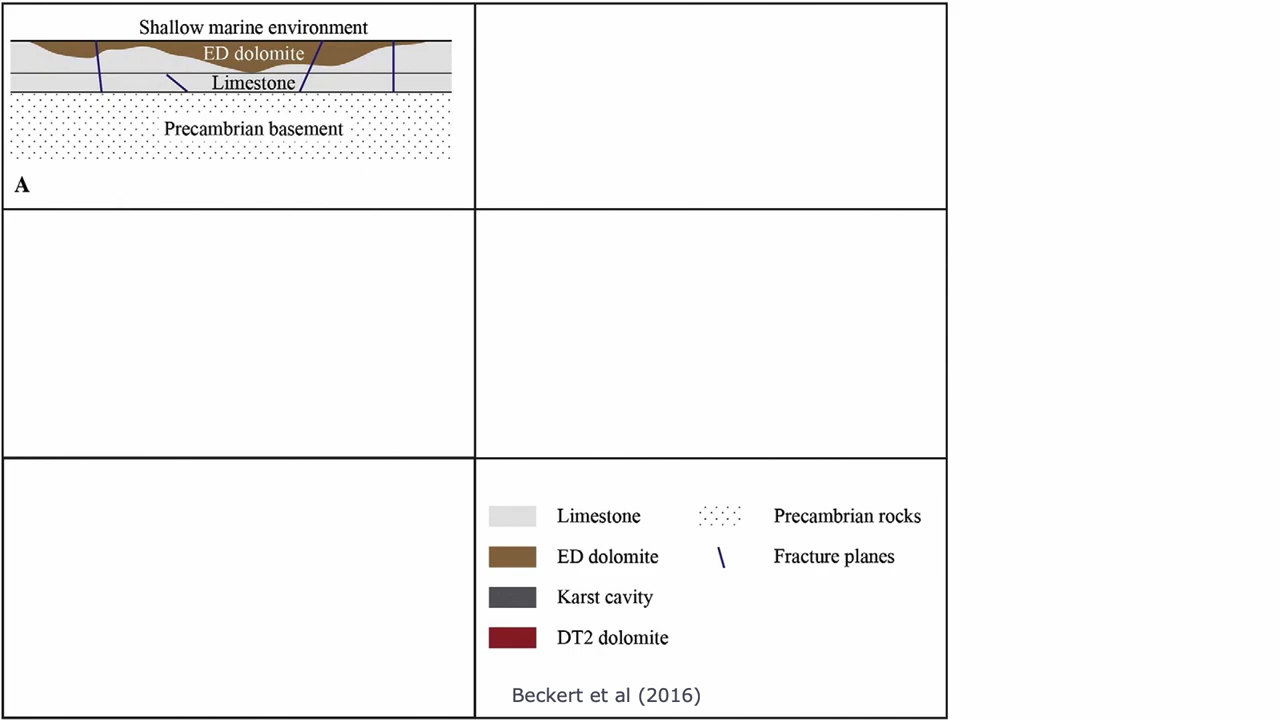 Shallow marine environment
ED dolomite
Limestone
Precambrian basement
A
Limestone
Precambrian rocks
ED dolomite
Fracture planes
Karst cavity
DT2 dolomite
Beckert et al (2016)